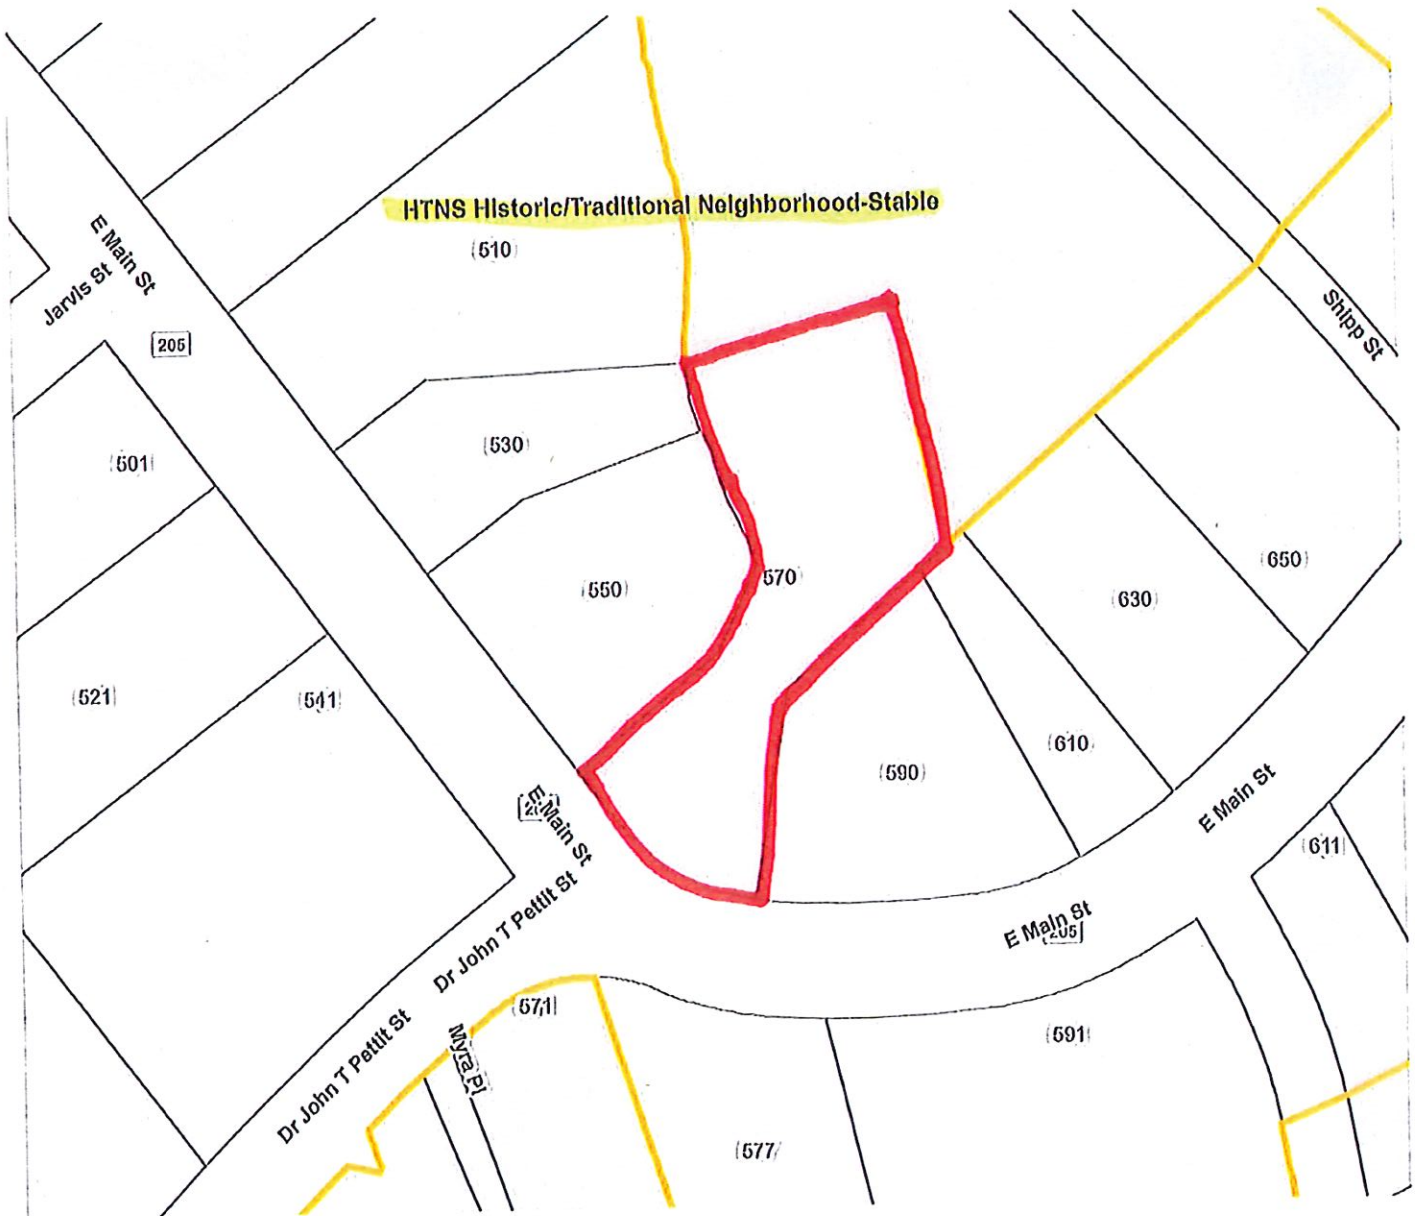 HTNS Historic/Traditional Neighborhood-Stable
(510)
E Main St
Jarvis St
Shipp St
205
(530)
(501)
(650)
570
(550)
(630)
(521)
(541)
(610)
(590)
E Main St
E Main St
(611)
Dr John T Pettit St
E Main St
205
(571)
Dr John T Pettit St
Myra Pl
(591)
(577)